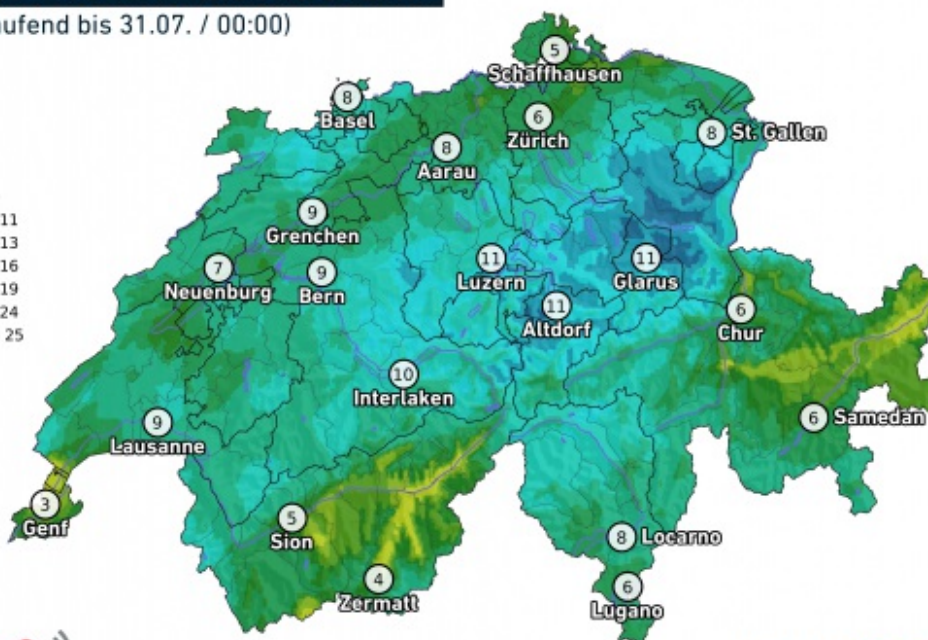 aufend bis 31.07. / 00:00)
5
Schaffhausen
8
Basel
6
Zürich
8
St. Gallen
8
Aarau
11
13
16
19
24
25
9
Grenchen
7
Neuenburg
9
Bern
11
Luzern
11
Glarus
11
Altdorf
6
Chur
10
Interlaken
6
Samedan
9
Lausanne
3
Genf
5
Sion
8
Locarno
4
Zermatt
6
Lugano